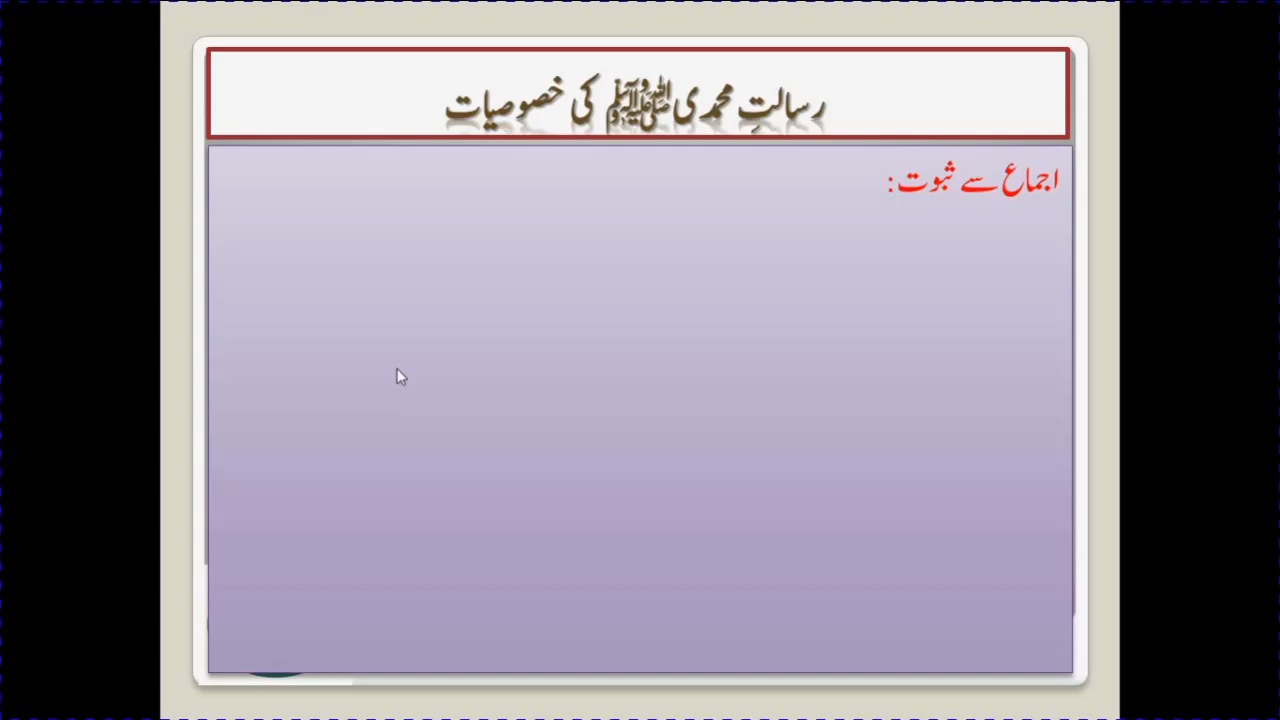 رسالتِ محمدی ﷺ کی خصوصیات
اجماع سے ثبوت: